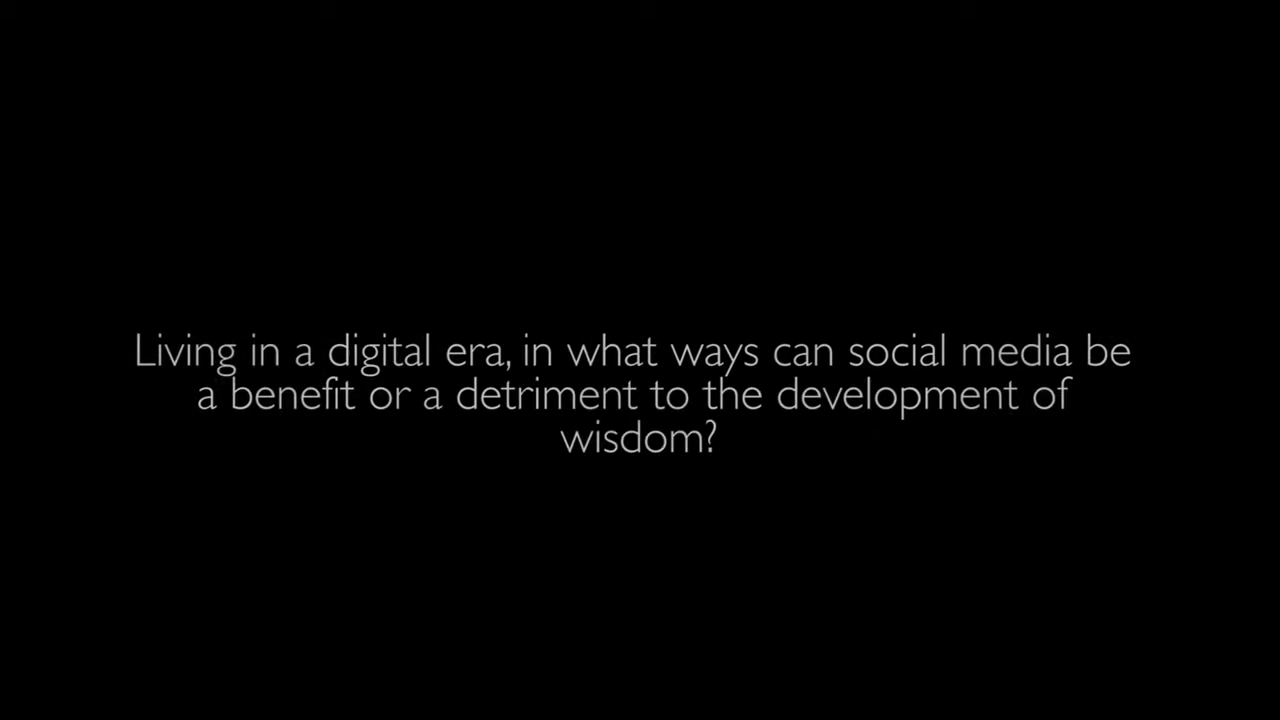 Living in a digital era, in what ways can social media be
a benefit or a detriment to the development of
wisdom?